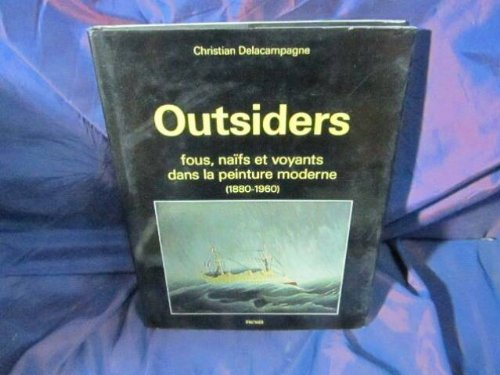 Christian Delacampagne
Outsiders
fous, naïfs et voyants
dans la peinture moderne
(1880-1960)